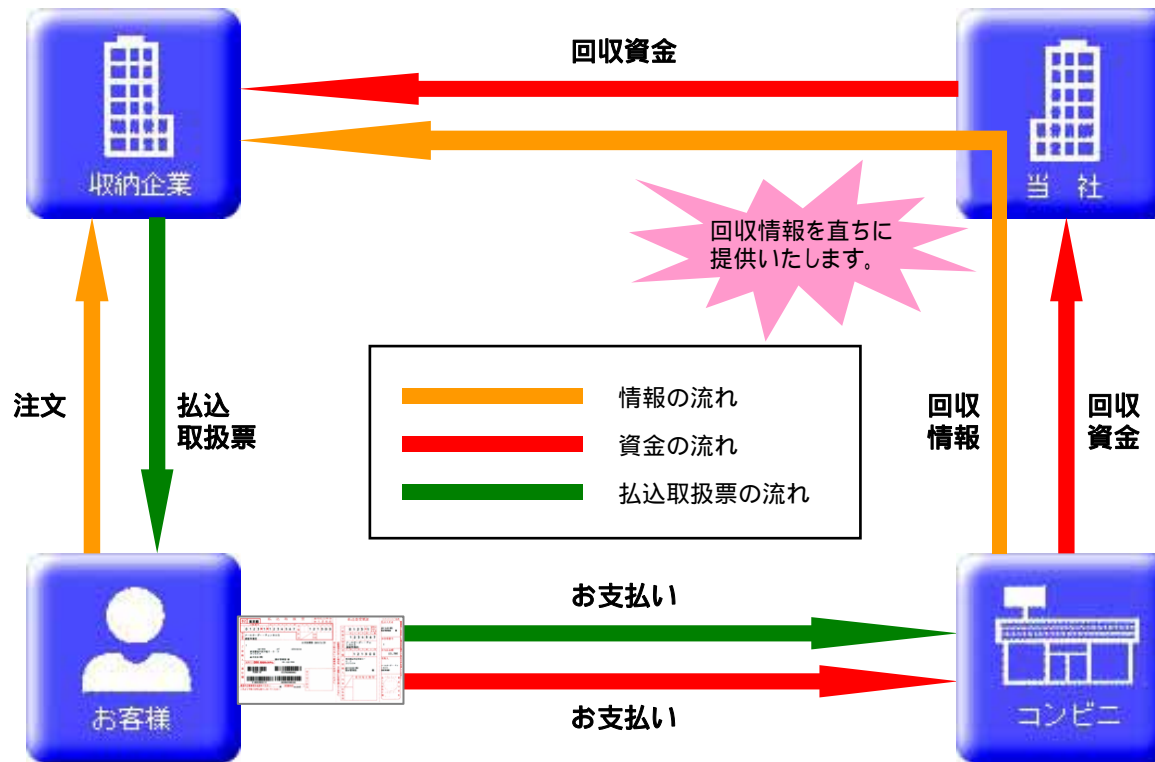 回収資金
収納企業
当 社
回収情報を直ちに
提供いたします。
情報の流れ
資金の流れ
払込取扱票の流れ
注文
払込
取扱票
回収
情報
回収
資金
お支払い
お支払い
お客様
コンビニ